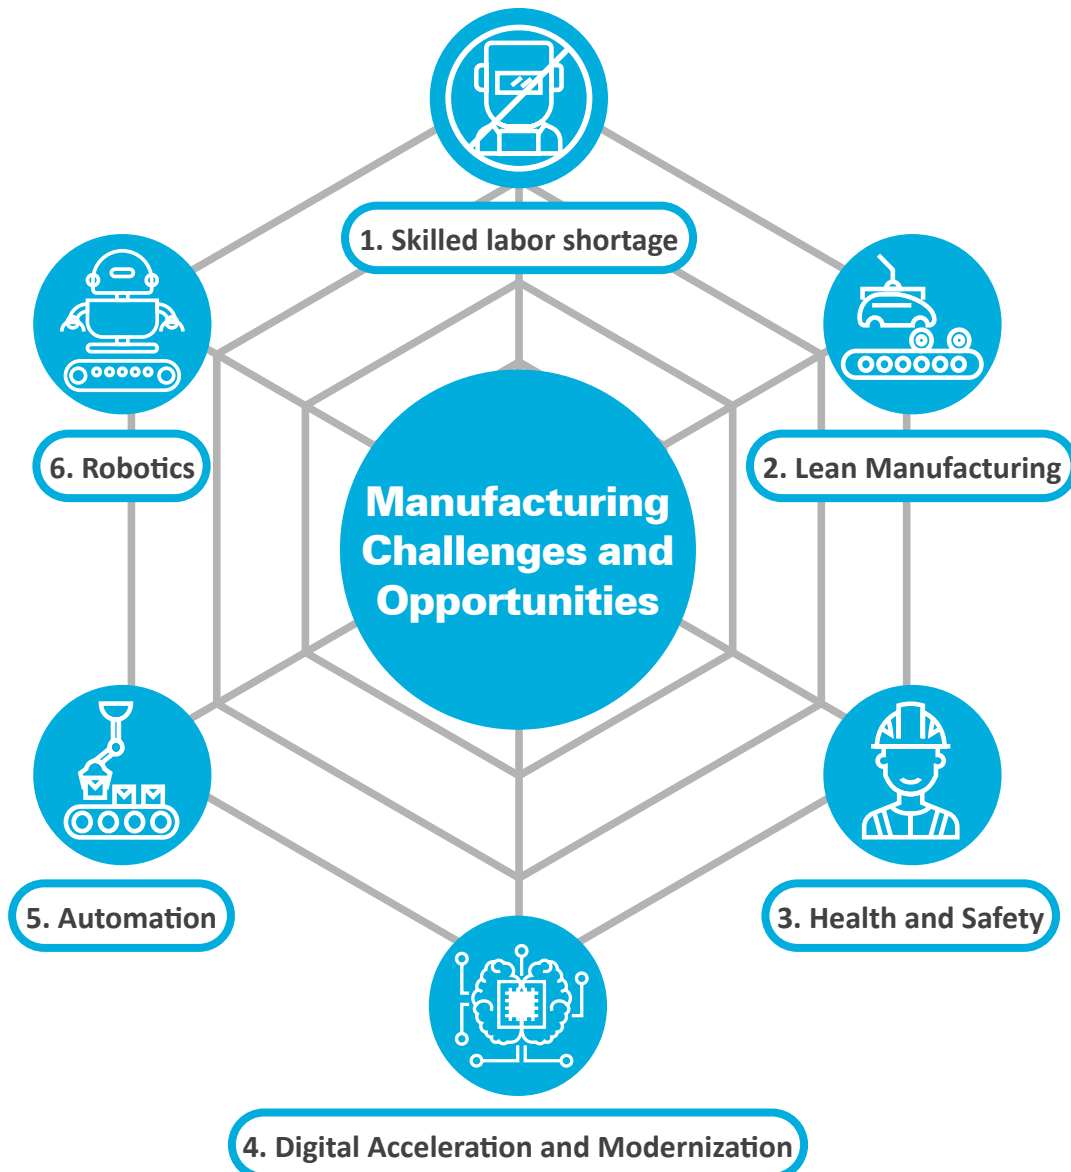 1. Skilled labor shortage
6. Robotics
2. Lean Manufacturing
Manufacturing
Challenges and
Opportunities
5. Automation
3. Health and Safety
4. Digital Acceleration and Modernization